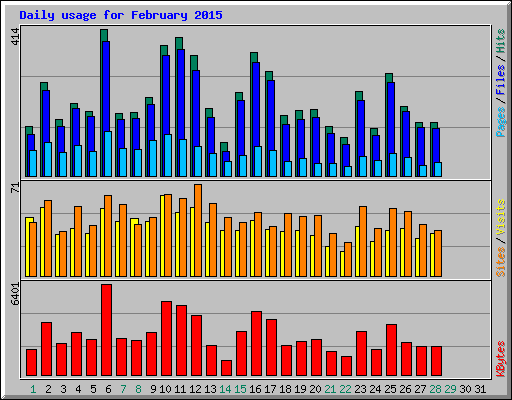 Daily usage for February 2015
414
Pages / Files / Hits
71
Sites / Visits
6401
KBytes
1 2 3 4 5 6 7 8 9 10 11 12 13 14 15 16 17 18 19 20 21 22 23 24 25 26 27 28 29 30 31